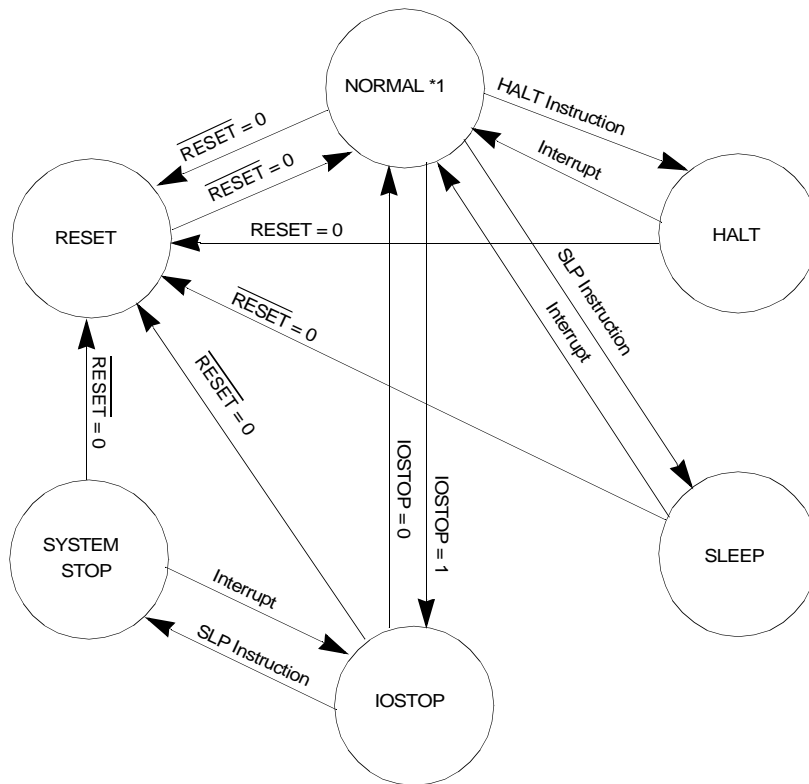 NORMAL *1
HALT Instruction
RESET = 0
Interrupt
RESET = 0
RESET
RESET = 0
HALT
SLP Instruction
RESET = 0
Interrupt
RESET = 0
RESET = 0
IOSTOP = 0
IOSTOP = 1
SYSTEM
STOP
SLEEP
Interrupt
SLP Instruction
IOSTOP